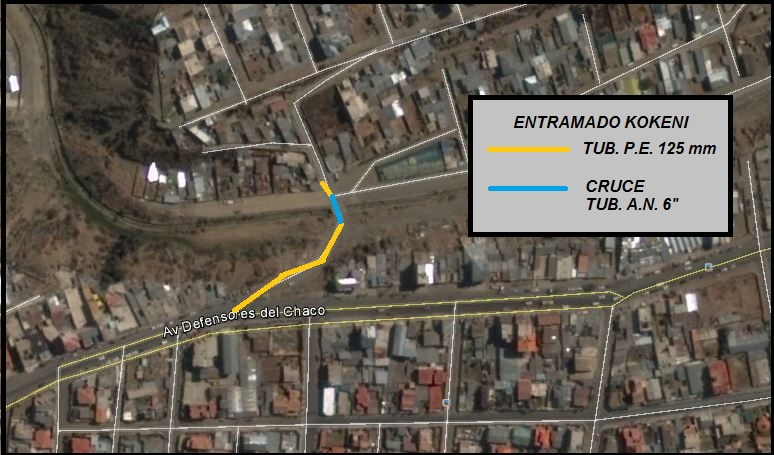 ENTRAMADO KOKENI
TUB. P.E. 125 mm
CRUCE
TUB. A.N. 6"
Av Defensores del Chaco